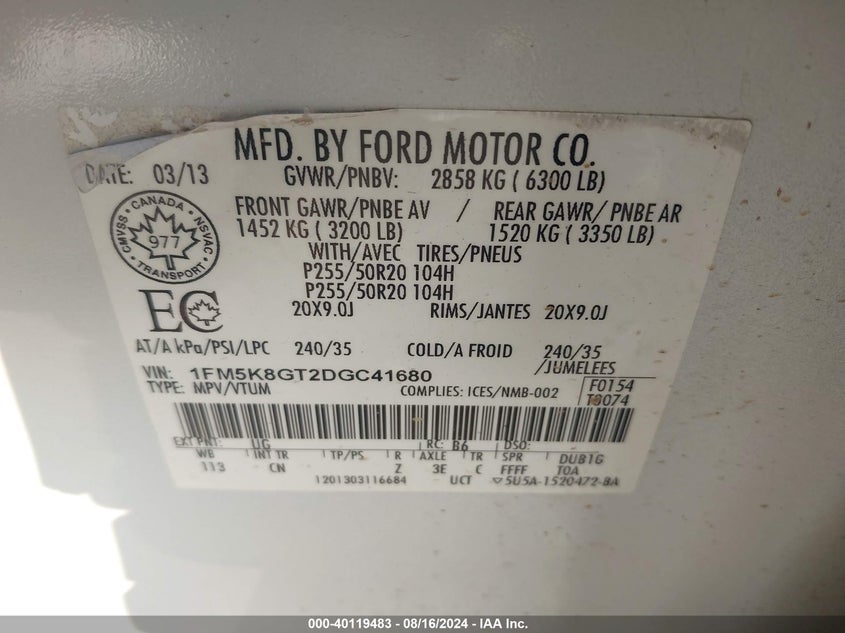 MFD. BY FORD MOTOR CO.
DATE: 03/13 GVWR/PNBV: 2858 KG ( 6300 LB)
FRONT GAWR/PNBE AV / REAR GAWR/ PNBE AR
1452 KG ( 3200 LB) 1520 KG ( 3350 LB)
WITH/AVEC TIRES/PNEUS
P255/50R20 104H
P255/50R20 104H
20X9.0J RIMS/JANTES 20X9.0J
CANADA
CMVSS NSVAC
977
TRANSPORT
EC
AT/A kPa/PSI/LPC 240/35 COLD/A FROID 240/35
/JUMELEES
VIN: 1FM5K8GT2DGC41680
TYPE: MPV/VTUM COMPLIES: ICES/NMB-002
F0154
T0074
EXT PNT: UG RC: B6 DSO:
WB INT TR TP/PS R AXLE TR SPR DUB1G
113 CN Z 3E C FFFF TOA
1201303116684 UCT ▽5U5A-1520472-BA
000-40119483 - 08/16/2024 - IAA Inc.